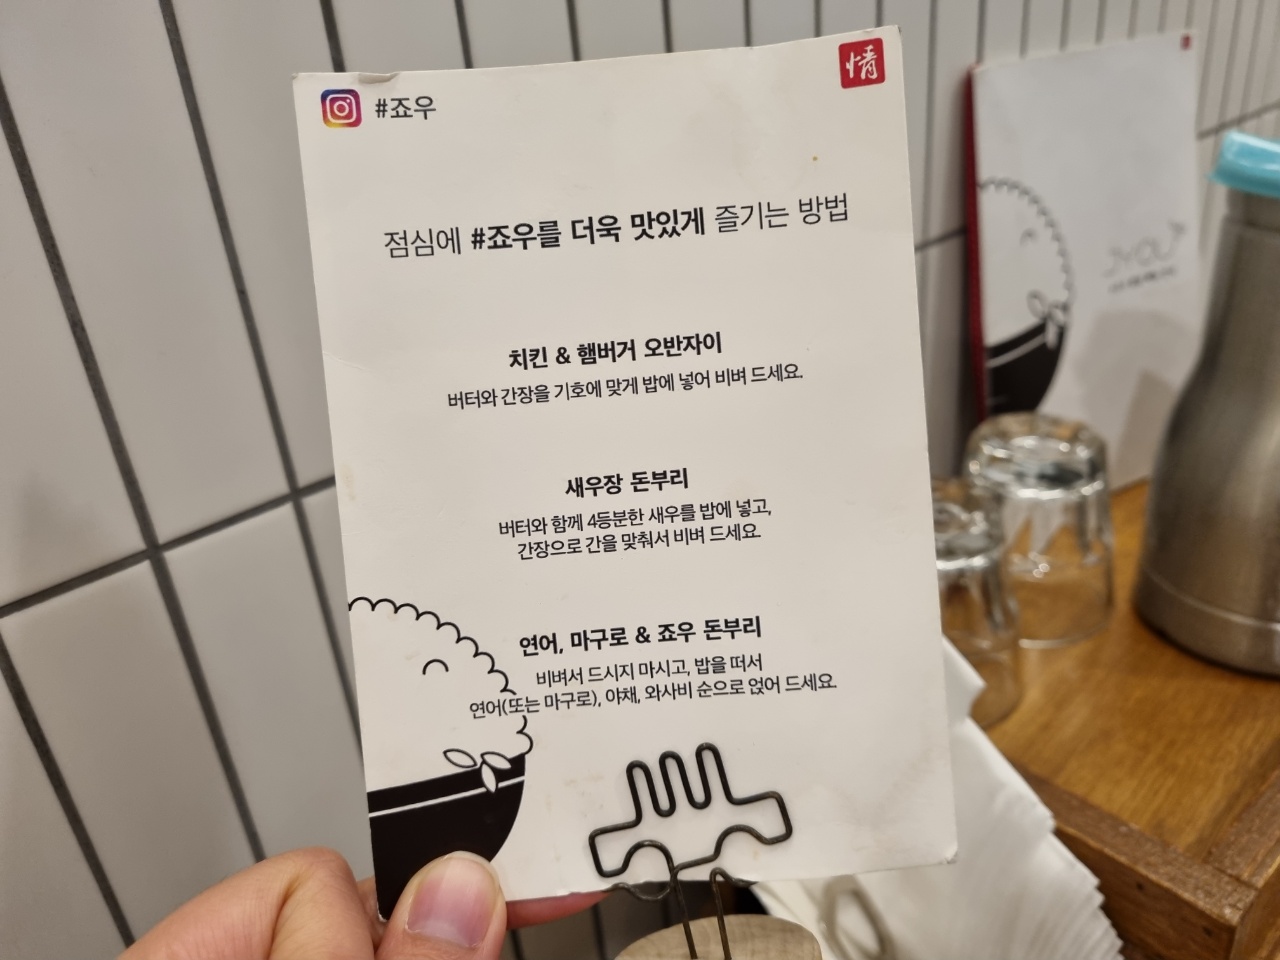 #죠우
情
점심에 #죠우를 더욱 맛있게 즐기는 방법
치킨 & 햄버거 오반자이
버터와 간장을 기호에 맞게 밥에 넣어 비벼 드세요.
새우장 돈부리
버터와 함께 4등분한 새우를 밥에 넣고,
간장으로 간을 맞춰서 비벼 드세요.
연어, 마구로 & 죠우 돈부리
비벼서 드시지 마시고, 밥을 떠서
연어(또는 마구로), 야채, 와사비 순으로 얹어 드세요.
JYOU